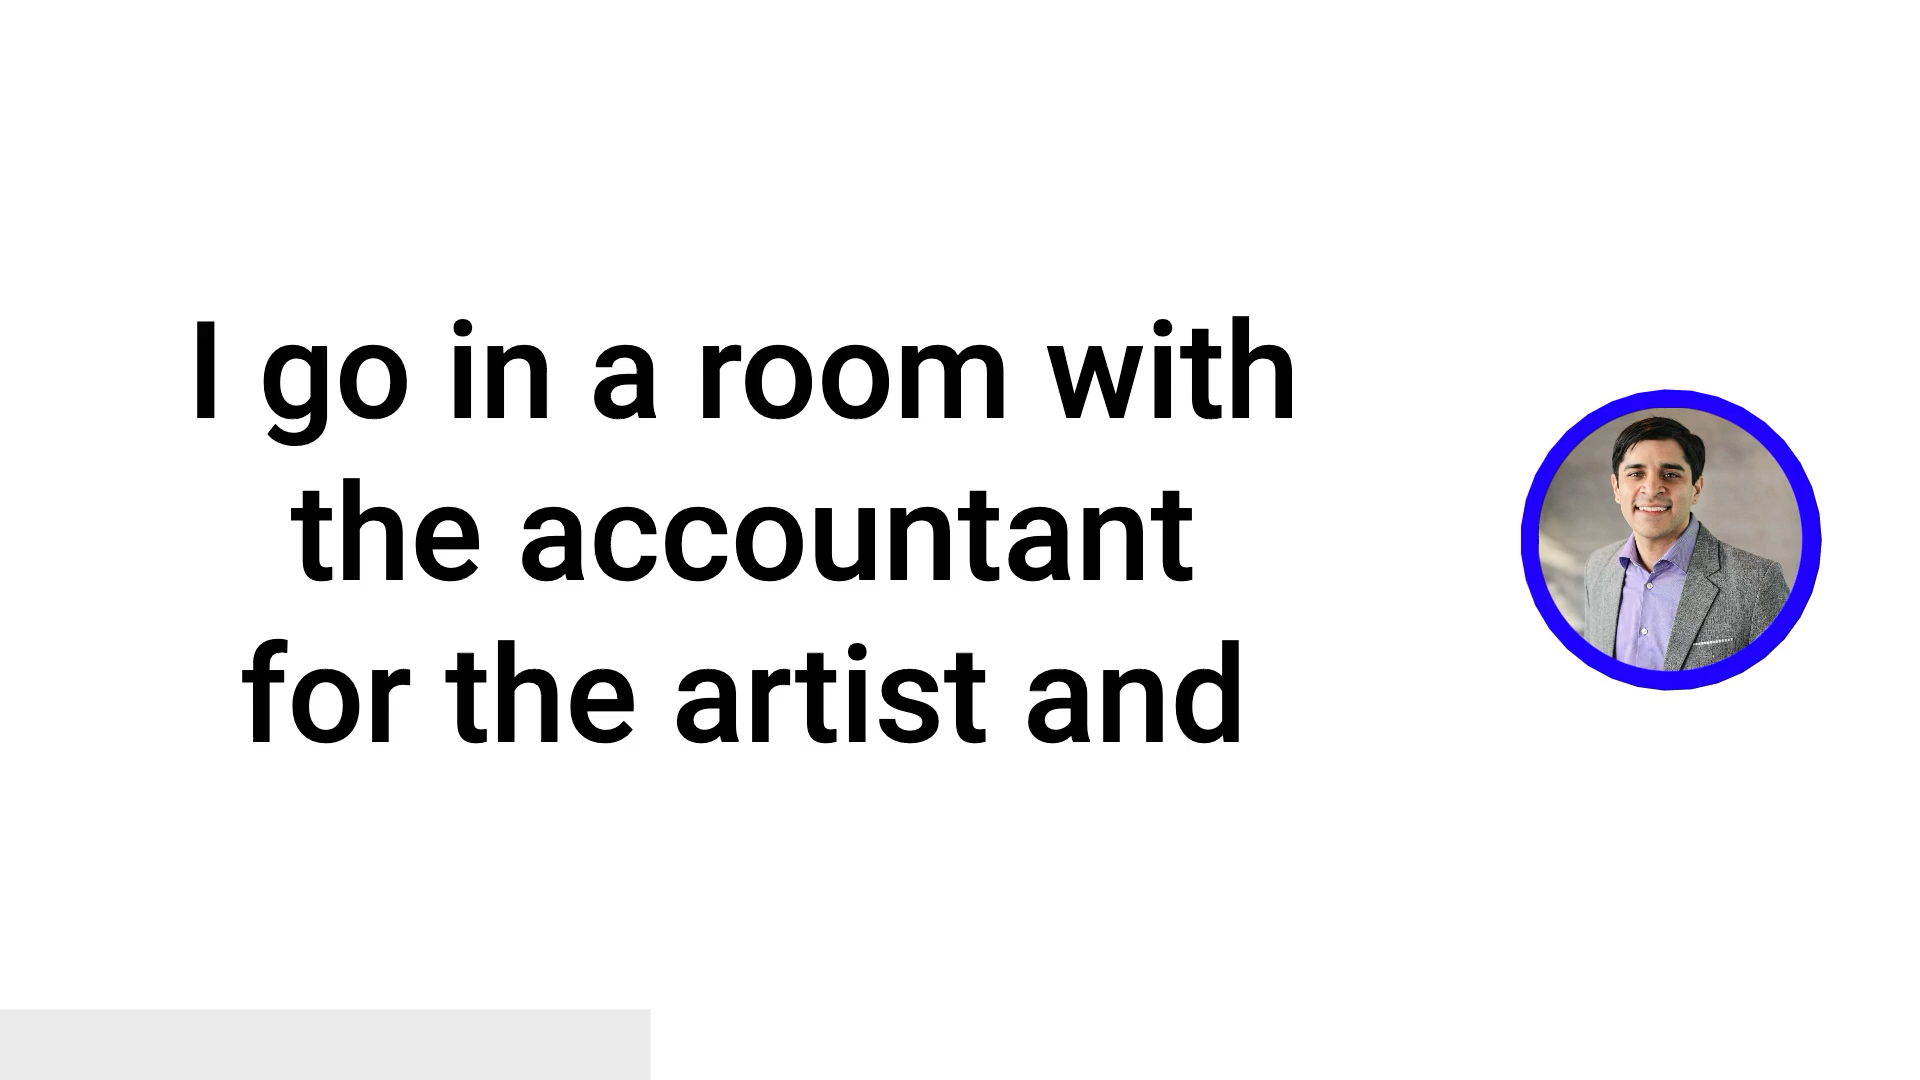 I go in a room with
the accountant
for the artist and